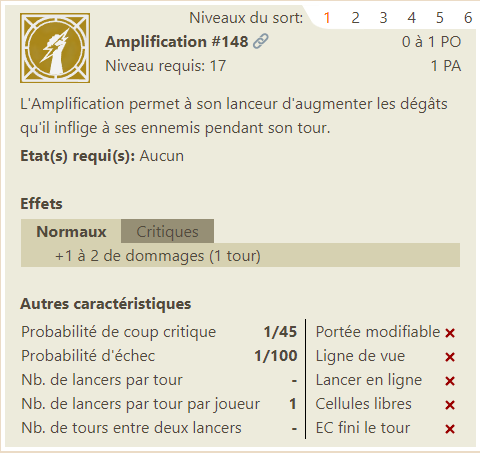 Niveaux du sort: 1 2 3 4 5 6
Amplification #148 0 à 1 PO
Niveau requis: 17 1 PA
L'Amplification permet à son lanceur d'augmenter les dégâts
qu'il inflige à ses ennemis pendant son tour.
Etat(s) requi(s): Aucun
Effets
Normaux Critiques
+1 à 2 de dommages (1 tour)
Autres caractéristiques
Probabilité de coup critique 1/45 Portée modifiable
Probabilité d'échec 1/100 Ligne de vue
Nb. de lancers par tour - Lancer en ligne
Nb. de lancers par tour par joueur 1 Cellules libres
Nb. de tours entre deux lancers - EC fini le tour